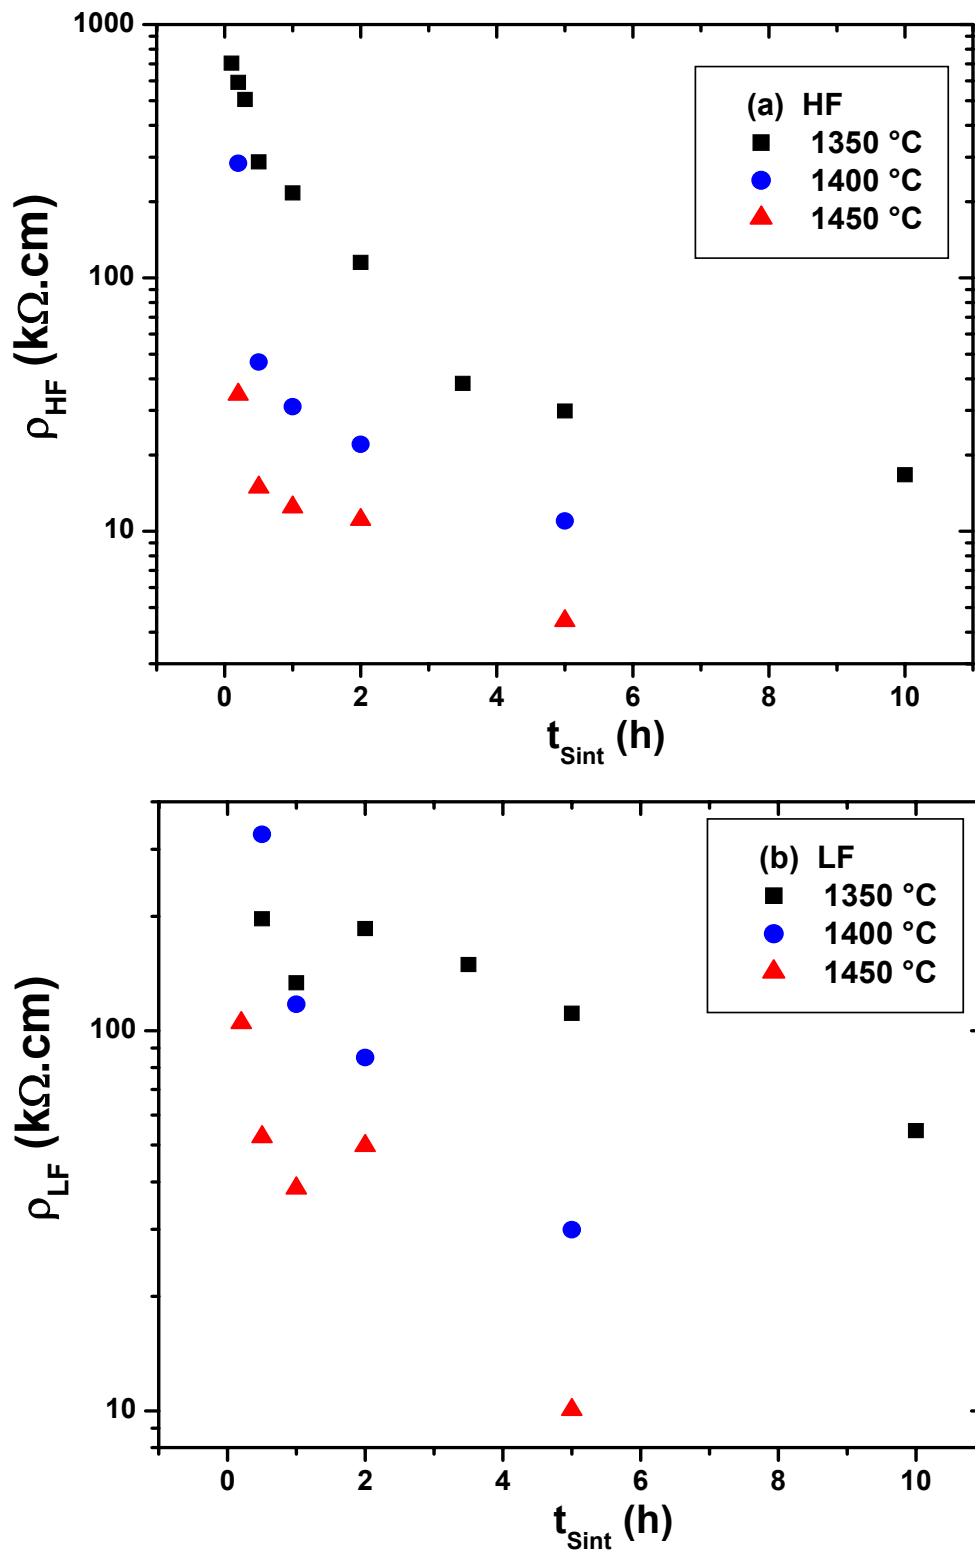 1000
100
10
ρHF (kΩ.cm)
(a) HF
1350 °C
1400 °C
1450 °C
0 2 4 6 8 10
tSint (h)
100
10
ρLF (kΩ.cm)
(b) LF
1350 °C
1400 °C
1450 °C
0 2 4 6 8 10
tSint (h)